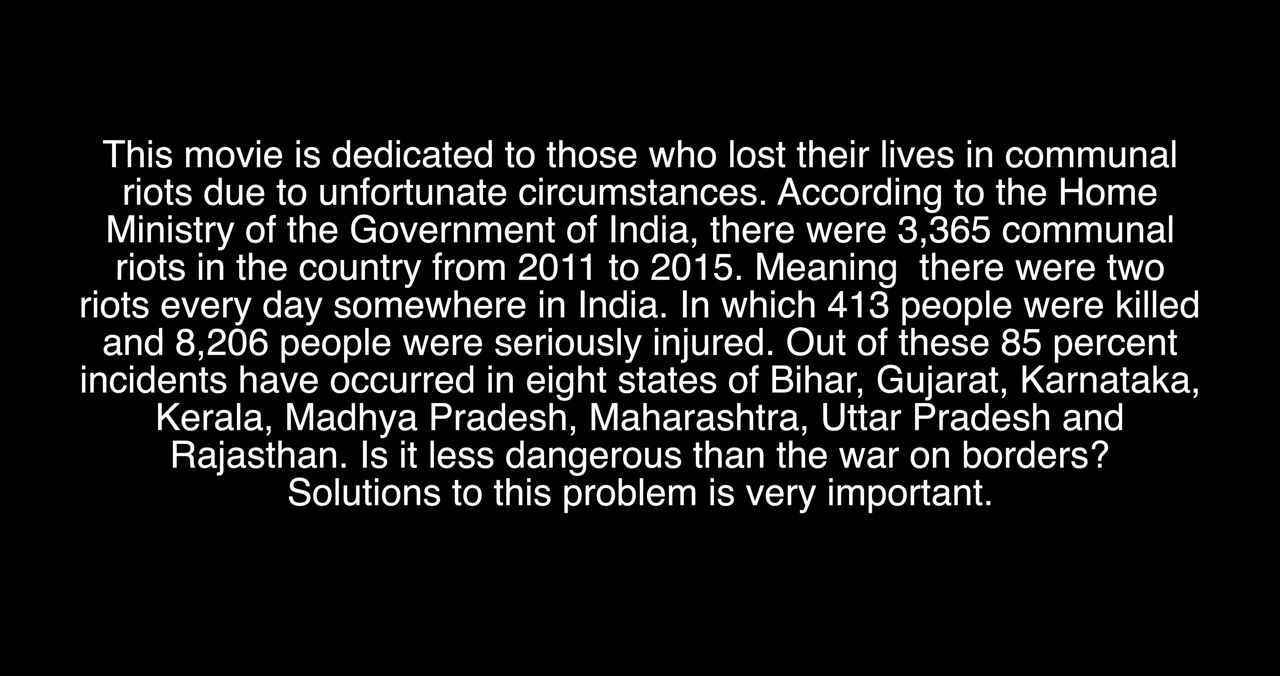 This movie is dedicated to those who lost their lives in communal
riots due to unfortunate circumstances. According to the Home
Ministry of the Government of India, there were 3,365 communal
riots in the country from 2011 to 2015. Meaning  there were two
riots every day somewhere in India. In which 413 people were killed
and 8,206 people were seriously injured. Out of these 85 percent
incidents have occurred in eight states of Bihar, Gujarat, Karnataka,
Kerala, Madhya Pradesh, Maharashtra, Uttar Pradesh and
Rajasthan. Is it less dangerous than the war on borders?
Solutions to this problem is very important.